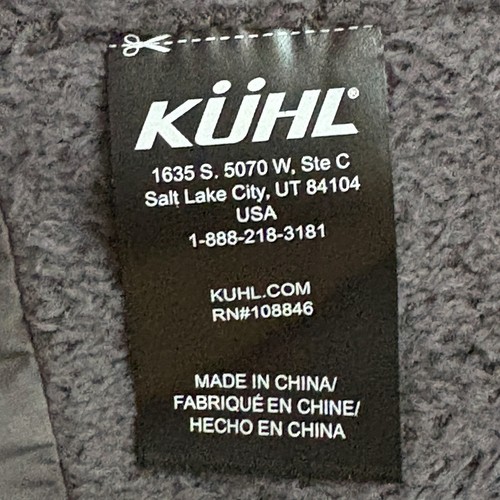 KÜHL®
1635 S. 5070 W, Ste C
Salt Lake City, UT 84104
USA
1-888-218-3181
KUHL.COM
RN#108846
MADE IN CHINA/
FABRIQUÉ EN CHINE/
HECHO EN CHINA